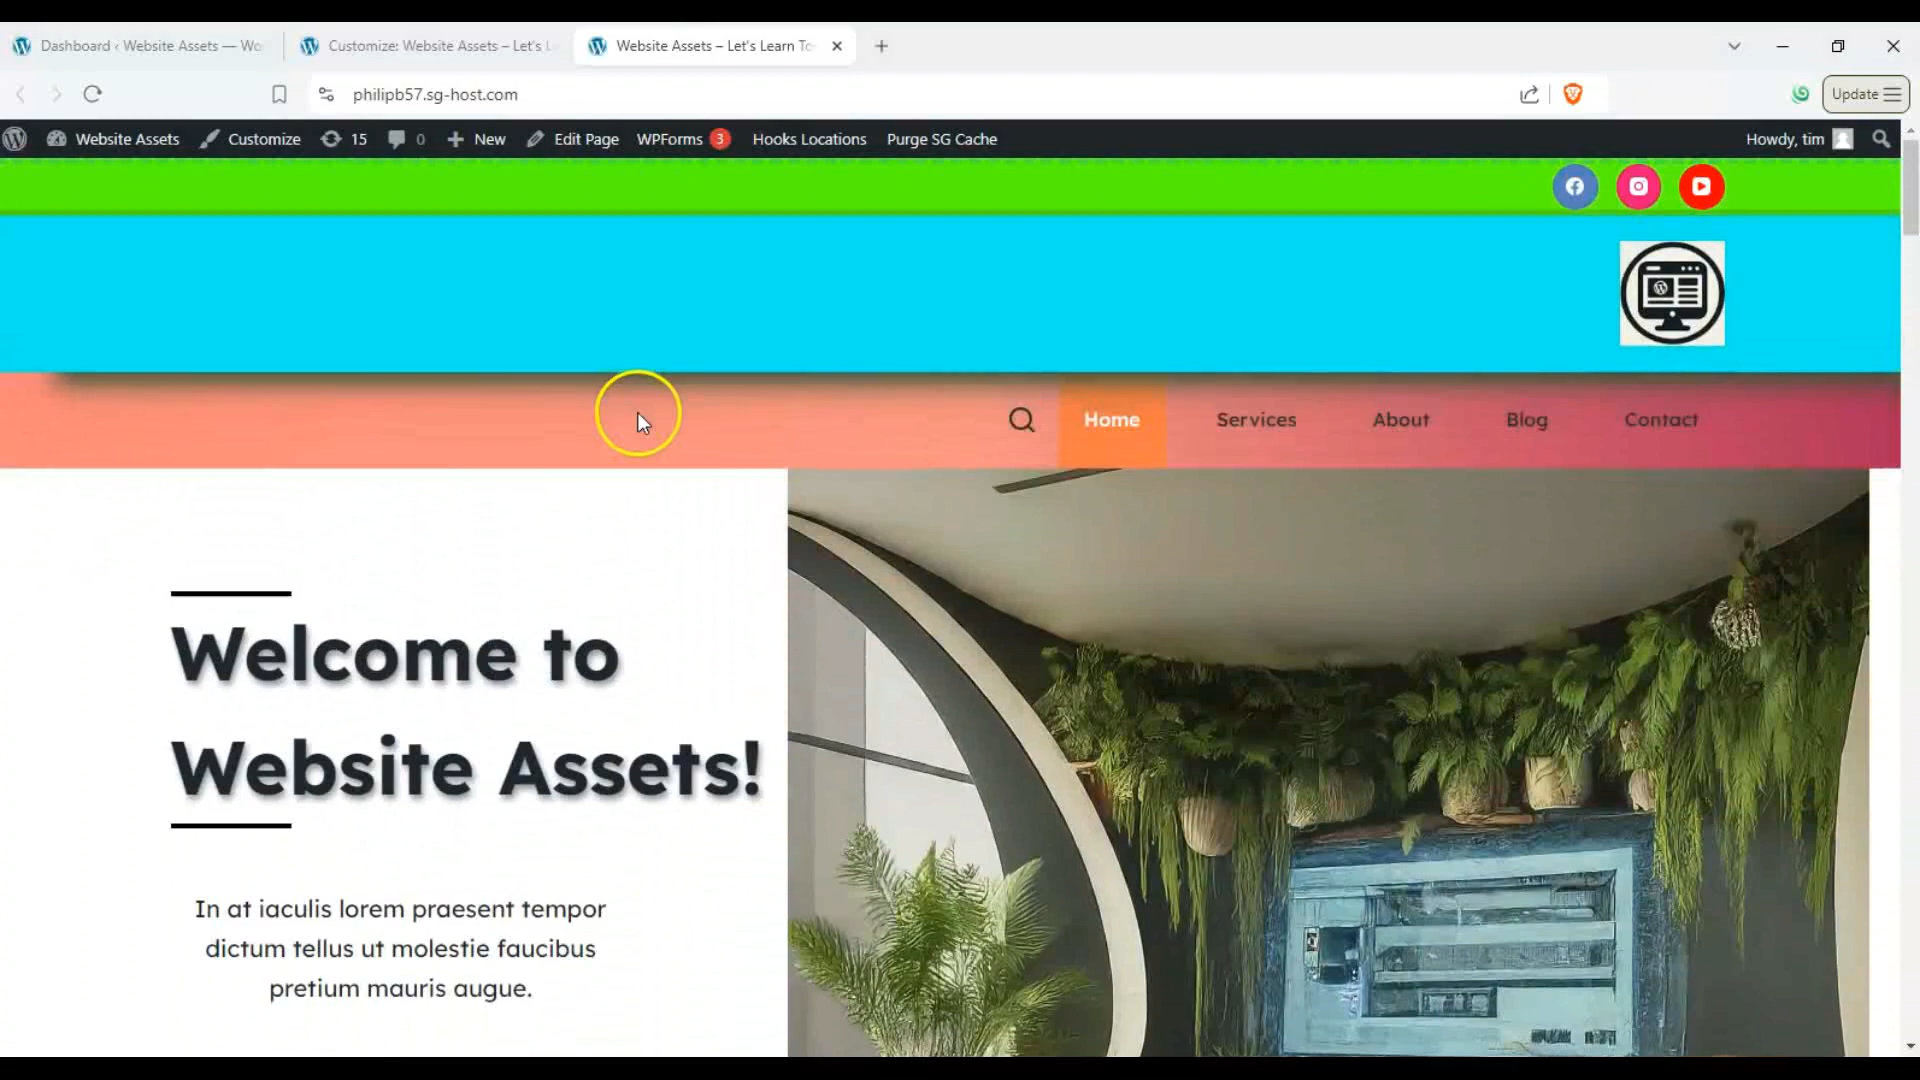 Dashboard ‹ Website Assets — Wo
Customize: Website Assets – Let's L
Website Assets – Let's Learn To
philipb57.sg-host.com
Update
Website Assets
Customize
15
0
New
Edit Page
WPForms 3
Hooks Locations
Purge SG Cache
Howdy, tim
Home
Services
About
Blog
Contact
Welcome to
Website Assets!
In at iaculis lorem praesent tempor
dictum tellus ut molestie faucibus
pretium mauris augue.